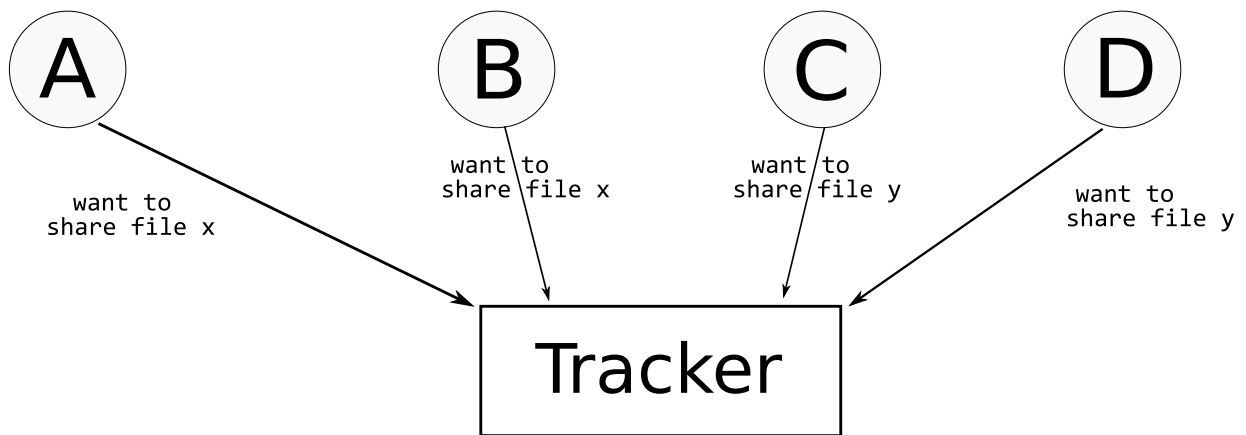 A
B
C
D
want to
share file x
want to
share file x
want to
share file y
want to
share file y
Tracker